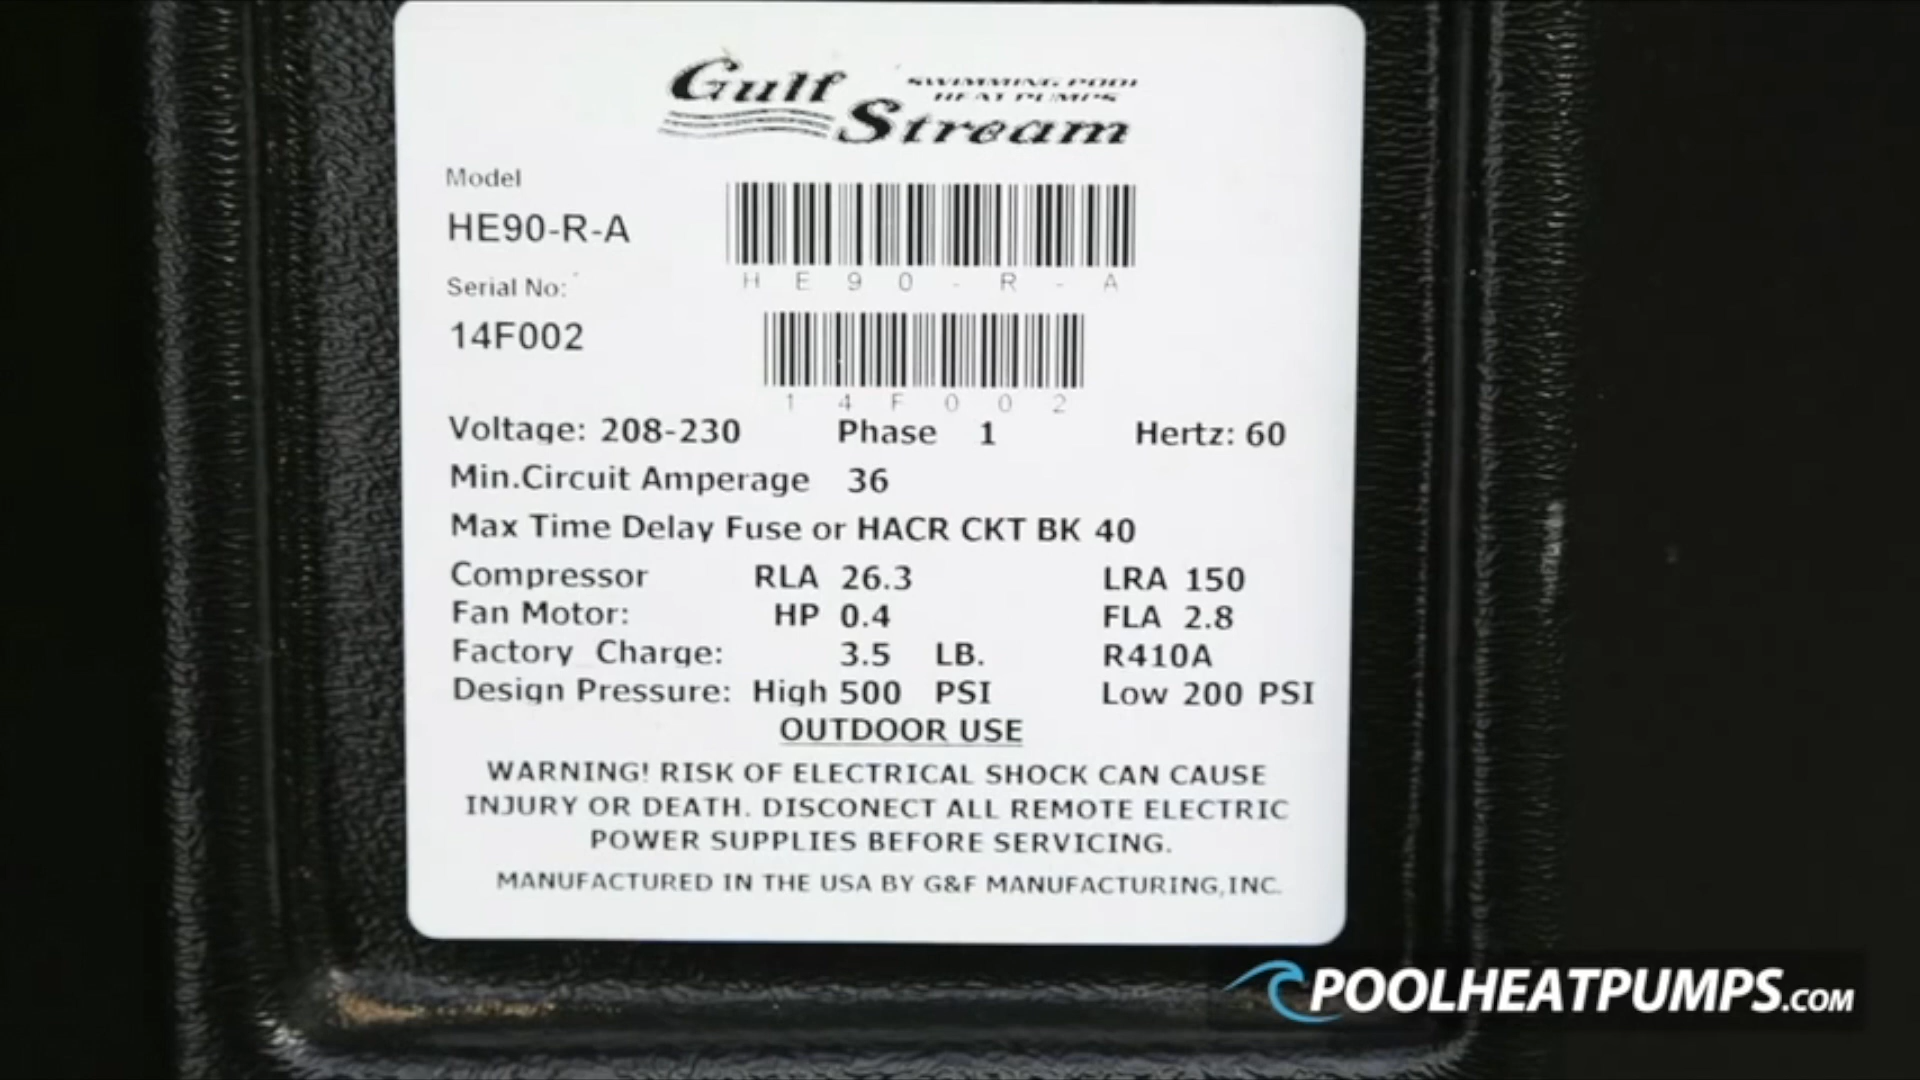 Gulf Stream
SWIMMING POOL
HEAT PUMPS
Model
HE90-R-A
H E 9 0 - R - A
Serial No:
14F002
1 4 F 0 0 2
Voltage: 208-230 Phase 1 Hertz: 60
Min.Circuit Amperage 36
Max Time Delay Fuse or HACR CKT BK 40
Compressor RLA 26.3 LRA 150
Fan Motor: HP 0.4 FLA 2.8
Factory Charge: 3.5 LB. R410A
Design Pressure: High 500 PSI Low 200 PSI
OUTDOOR USE
WARNING! RISK OF ELECTRICAL SHOCK CAN CAUSE
INJURY OR DEATH. DISCONECT ALL REMOTE ELECTRIC
POWER SUPPLIES BEFORE SERVICING.
MANUFACTURED IN THE USA BY G&F MANUFACTURING,INC.
POOLHEATPUMPS.COM